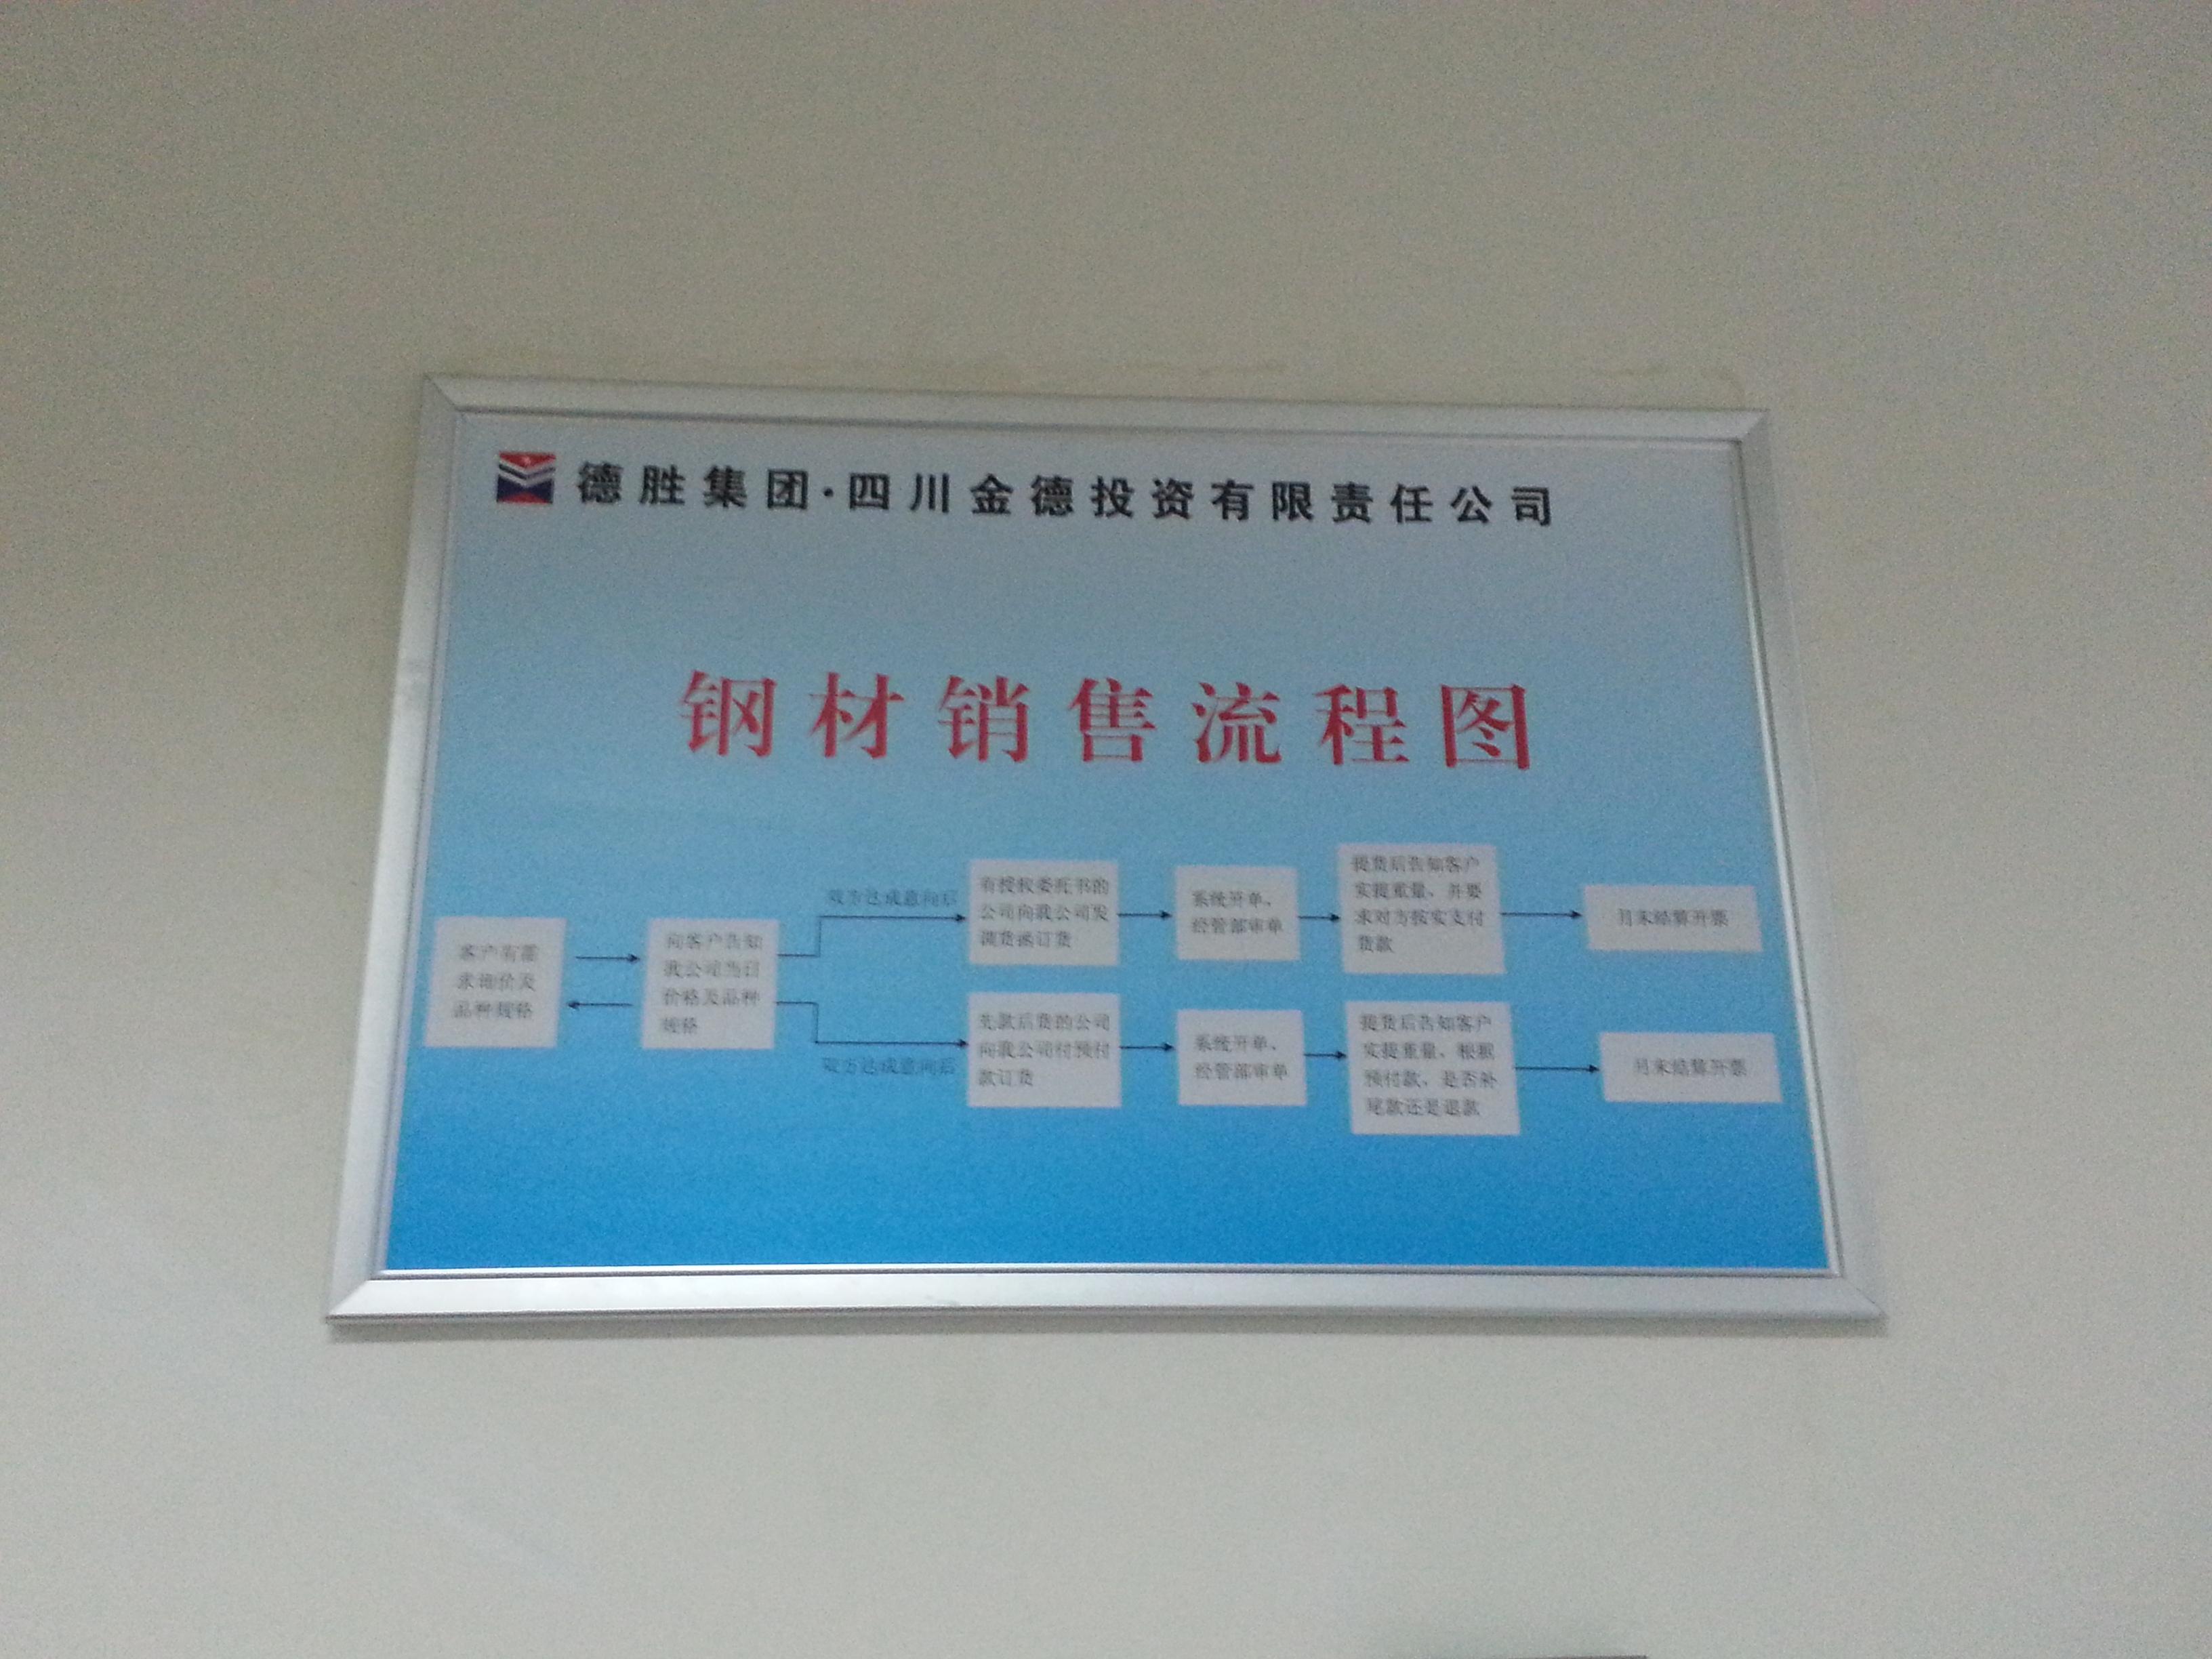 德胜集团·四川金德投资有限责任公司
钢材销售流程图
客户有需
求询价及
品种规格
向客户告知
我公司当日
价格及品种
规格
双方达成意向后
有授权委托书的
公司向我公司发
调货函订货
系统开单、
经管部审单
提货后告知客户
实提重量，并要
求对方按实支付
货款
月末结算开票
双方达成意向后
先款后货的公司
向我公司付预付
款订货
系统开单、
经管部审单
提货后告知客户
实提重量，根据
预付款，是否补
尾款还是退款
月末结算开票